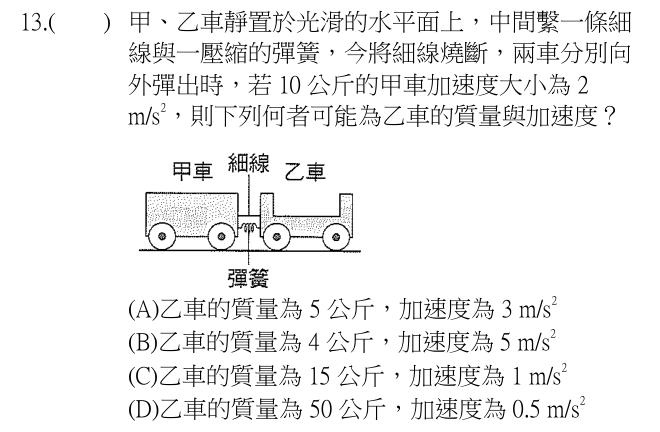 13.(　　) 甲、乙車靜置於光滑的水平面上，中間繫一條細
線與一壓縮的彈簧，今將細線燒斷，兩車分別向
外彈出時，若 10 公斤的甲車加速度大小為 2
m/s²，則下列何者可能為乙車的質量與加速度？
甲車 細線 乙車
彈簧
(A)乙車的質量為 5 公斤，加速度為 3 m/s²
(B)乙車的質量為 4 公斤，加速度為 5 m/s²
(C)乙車的質量為 15 公斤，加速度為 1 m/s²
(D)乙車的質量為 50 公斤，加速度為 0.5 m/s²